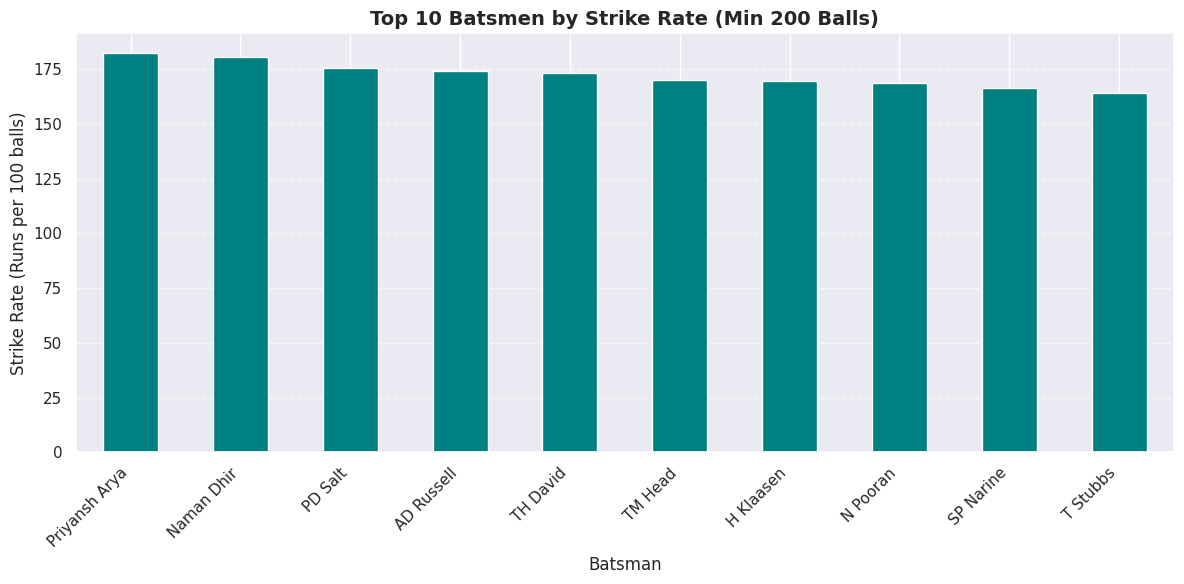 Top 10 Batsmen by Strike Rate (Min 200 Balls)
Strike Rate (Runs per 100 balls)
175
150
125
100
75
50
25
0
Priyansh Arya
Naman Dhir
PD Salt
AD Russell
TH David
TM Head
H Klaasen
N Pooran
SP Narine
T Stubbs
Batsman